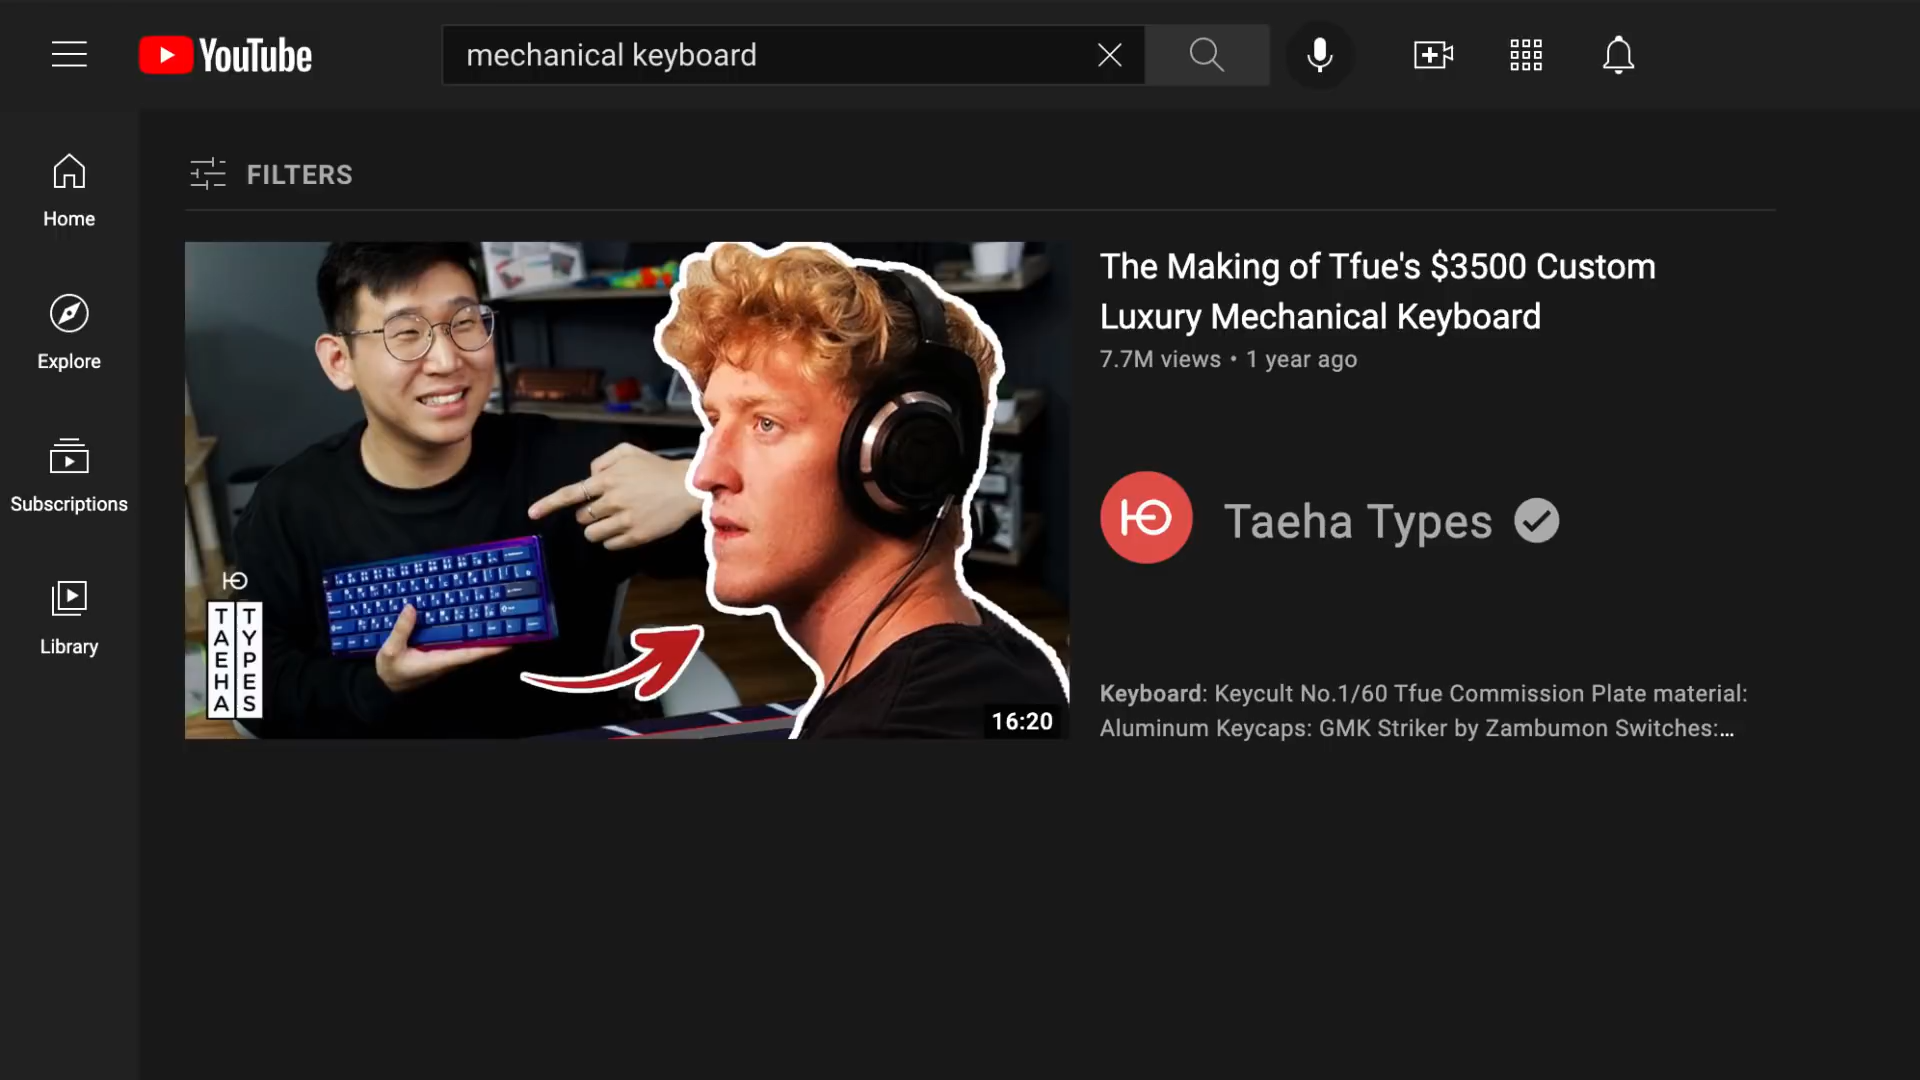 YouTube
mechanical keyboard
FILTERS
Home
Explore
Subscriptions
Library
TAEHA
TYPES
16:20
The Making of Tfue's $3500 Custom
Luxury Mechanical Keyboard
7.7M views • 1 year ago
Taeha Types
Keyboard: Keycult No.1/60 Tfue Commission Plate material:
Aluminum Keycaps: GMK Striker by Zambumon Switches:...